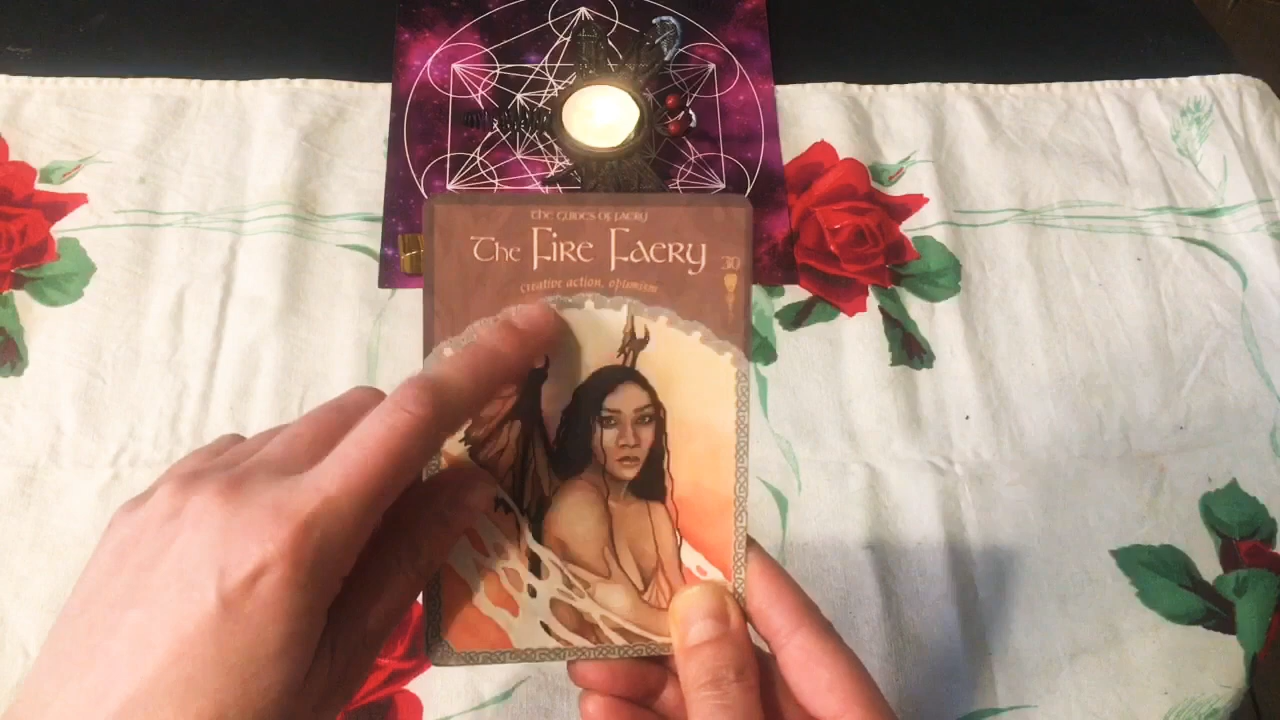 The Guides of Faery
The Fire Faery
30
creative action, optimism